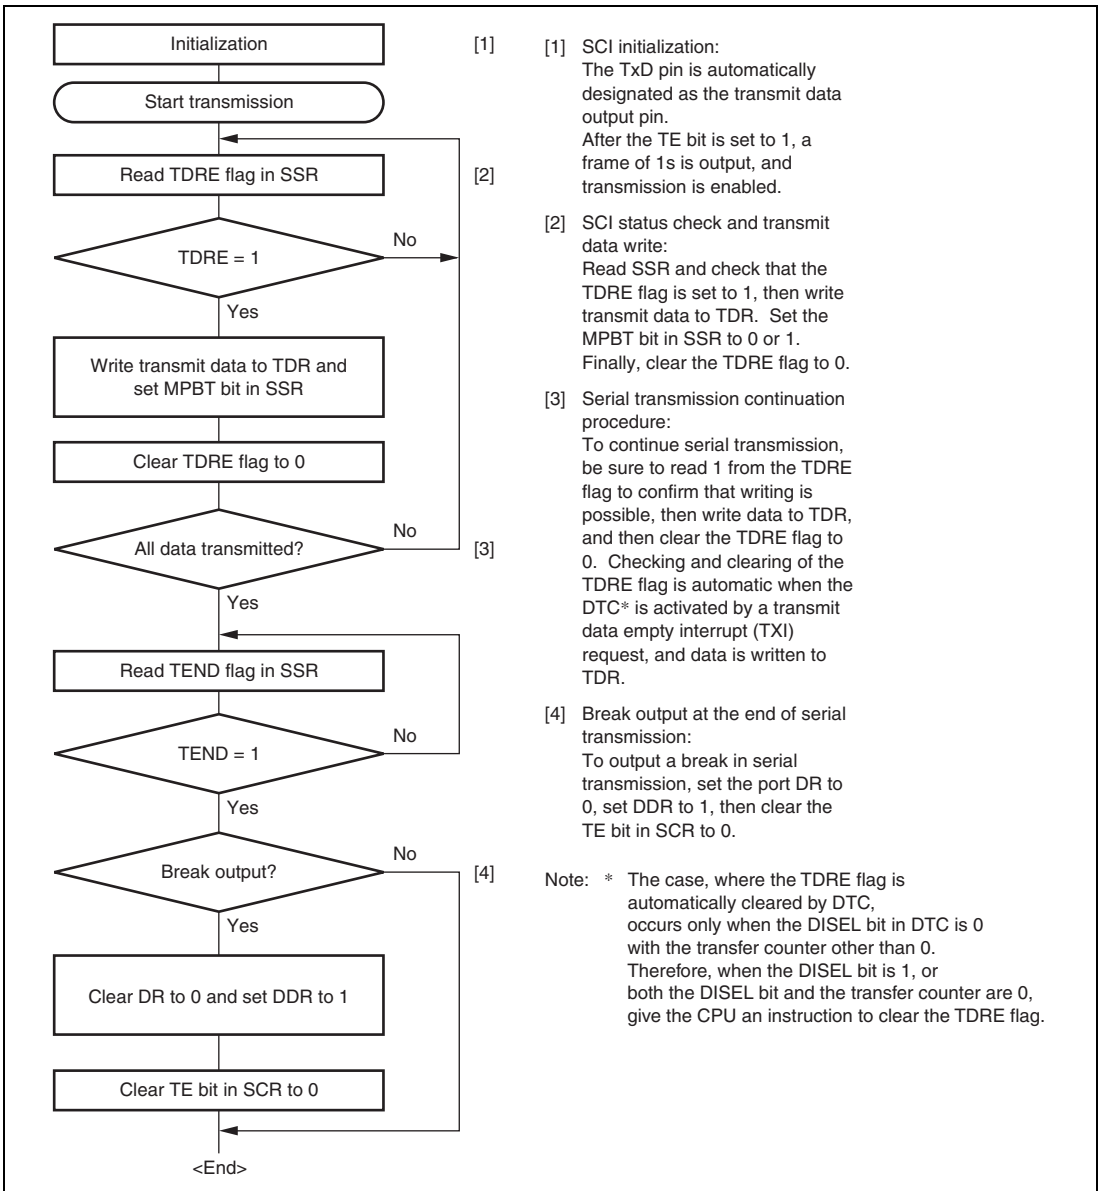 Initialization
[1]
Start transmission
Read TDRE flag in SSR
[2]
TDRE = 1
No
Yes
Write transmit data to TDR and
set MPBT bit in SSR
Clear TDRE flag to 0
All data transmitted?
No
[3]
Yes
Read TEND flag in SSR
TEND = 1
No
Yes
Break output?
No
[4]
Yes
Clear DR to 0 and set DDR to 1
Clear TE bit in SCR to 0
<End>
[1] SCI initialization:
The TxD pin is automatically
designated as the transmit data
output pin.
After the TE bit is set to 1, a
frame of 1s is output, and
transmission is enabled.
[2] SCI status check and transmit
data write:
Read SSR and check that the
TDRE flag is set to 1, then write
transmit data to TDR. Set the
MPBT bit in SSR to 0 or 1.
Finally, clear the TDRE flag to 0.
[3] Serial transmission continuation
procedure:
To continue serial transmission,
be sure to read 1 from the TDRE
flag to confirm that writing is
possible, then write data to TDR,
and then clear the TDRE flag to
0. Checking and clearing of the
TDRE flag is automatic when the
DTC* is activated by a transmit
data empty interrupt (TXI)
request, and data is written to
TDR.
[4] Break output at the end of serial
transmission:
To output a break in serial
transmission, set the port DR to
0, set DDR to 1, then clear the
TE bit in SCR to 0.
Note: * The case, where the TDRE flag is
automatically cleared by DTC,
occurs only when the DISEL bit in DTC is 0
with the transfer counter other than 0.
Therefore, when the DISEL bit is 1, or
both the DISEL bit and the transfer counter are 0,
give the CPU an instruction to clear the TDRE flag.